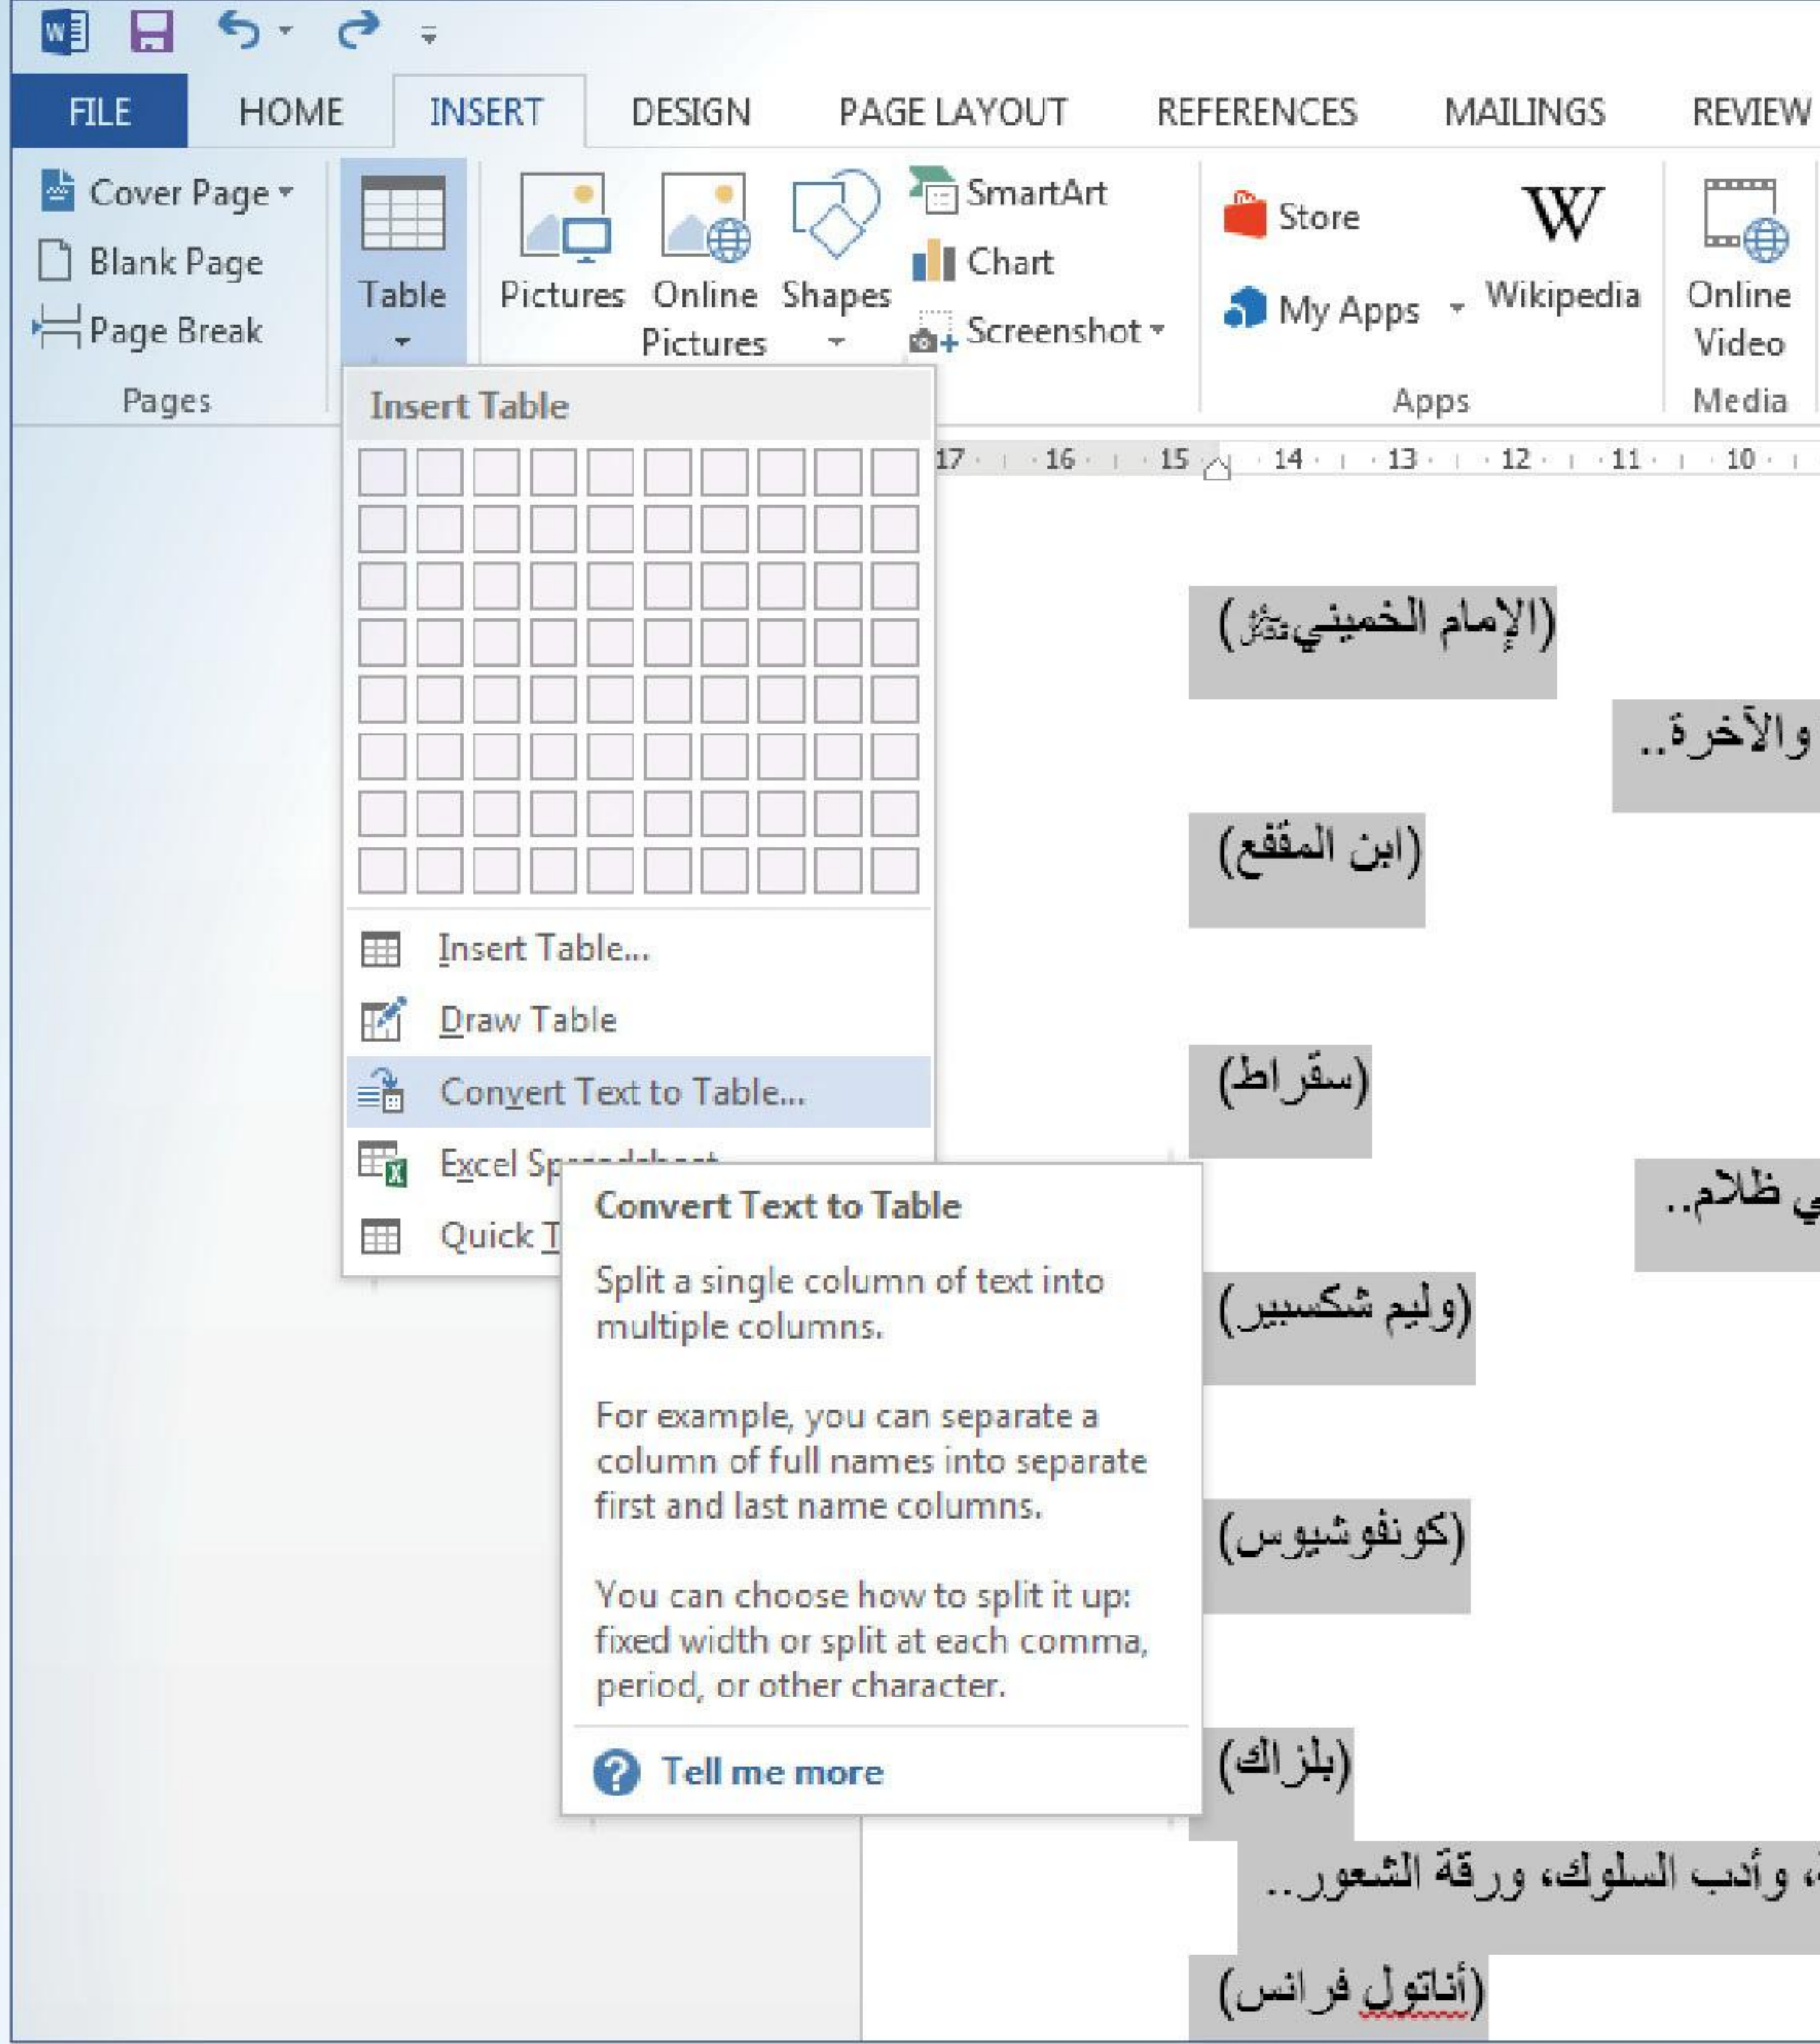 FILE HOME INSERT DESIGN PAGE LAYOUT REFERENCES MAILINGS REVIEW
Cover Page
Blank Page
Page Break
Pages
Table
Pictures
Online Pictures
Shapes
SmartArt
Chart
Screenshot
Store
My Apps
Wikipedia
Apps
Online Video
Media
Insert Table
17 16 15 14 13 12 11 10
Insert Table...
Draw Table
Convert Text to Table...
Excel
Quick
Convert Text to Table
Split a single column of text into
multiple columns.
For example, you can separate a
column of full names into separate
first and last name columns.
You can choose how to split it up:
fixed width or split at each comma,
period, or other character.
Tell me more
(الإمام الخميني)
والآخرة..
(ابن المقفع)
(سقراط)
ظلام..
(وليم شكسبير)
(كونفوشيوس)
(بلزاك)
وأدب السلوك، ورقة الشعور..
(أناتول فرانس)